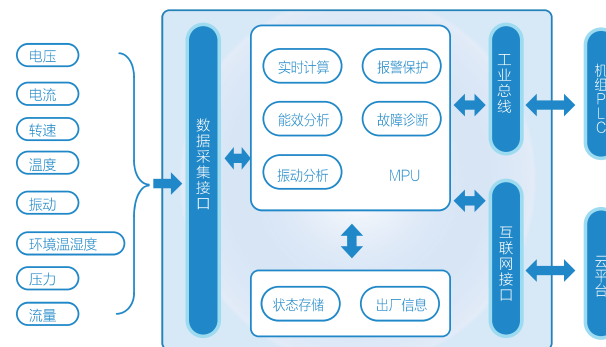 电压
电流
转速
温度
振动
环境温湿度
压力
流量
数据采集接口
实时计算
报警保护
能效分析
故障诊断
振动分析
MPU
状态存储
出厂信息
工业总线
互联网接口
机组PLC
云平台